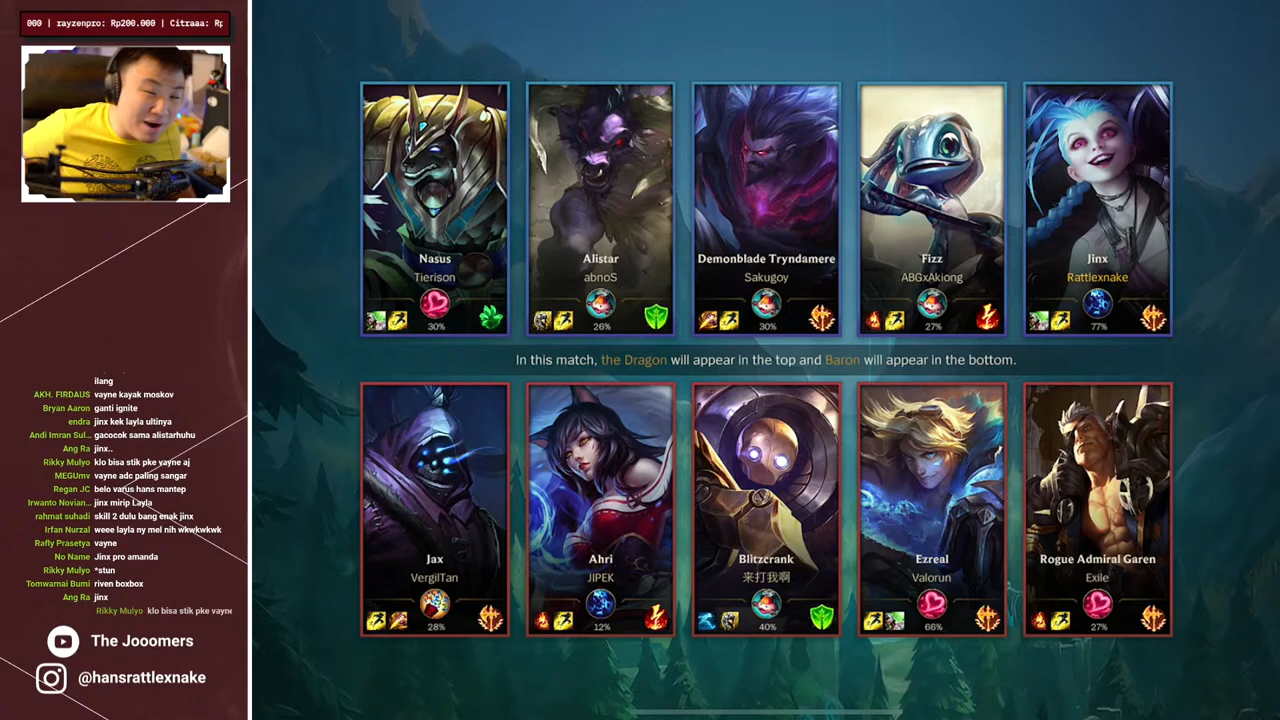 000 | rayzenpro: Rp200.000 | Citraaa: Rp
Nasus
Tierison
30%
Alistar
abnoS
26%
Demonblade Tryndamere
Sakugoy
30%
Fizz
ABGxAkiong
27%
Jinx
Rattlexnake
77%
In this match, the Dragon will appear in the top and Baron will appear in the bottom.
Jax
VergilTan
28%
Ahri
JIPEK
12%
Blitzcrank
来打我啊
40%
Ezreal
Valorun
66%
Rogue Admiral Garen
Exile
27%
ilang
AKH. FIRDAUS vayne kayak moskov
Bryan Aaron ganti ignite
endra jinx kek layla ultinya
Andi Imran Sul... gacocok sama alistarhuhu
Ang Ra jinx..
Rikky Mulyo klo bisa stik pke vayne aj
MEGUmv vayne adc paling sangar
Regan JC belo varus hans mantep
Irwanto Novian... jinx mirip Layla
rahmat suhadi skill 2 dulu bang enak jinx
Irfan Nurzal weee layla ny mel nih wkwkwkwk
Rafly Prasetya vayne
No Name Jinx pro amanda
Rikky Mulyo *stun
Tomwarnai Bumi riven boxbox
Ang Ra jinx
Rikky Mulyo klo bisa stik pke vayne
The Jooomers
@hansrattlexnake